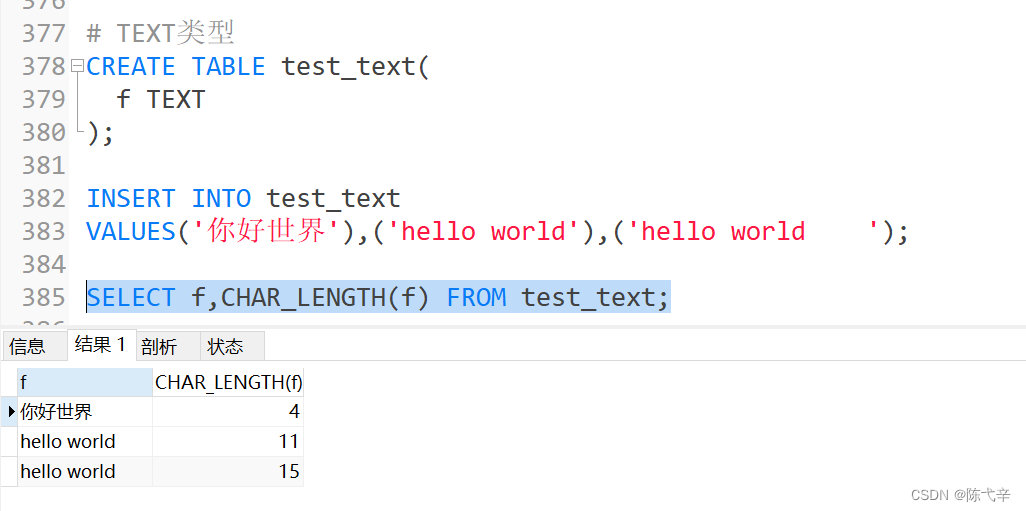 376
377 # TEXT类型
378 CREATE TABLE test_text(
379   f TEXT
380 );
381
382 INSERT INTO test_text
383 VALUES('你好世界'),('hello world'),('hello world    ');
384
385 SELECT f,CHAR_LENGTH(f) FROM test_text;
386
信息 结果 1 剖析 状态
f CHAR_LENGTH(f)
你好世界 4
hello world 11
hello world 15
CSDN @陈弋辛